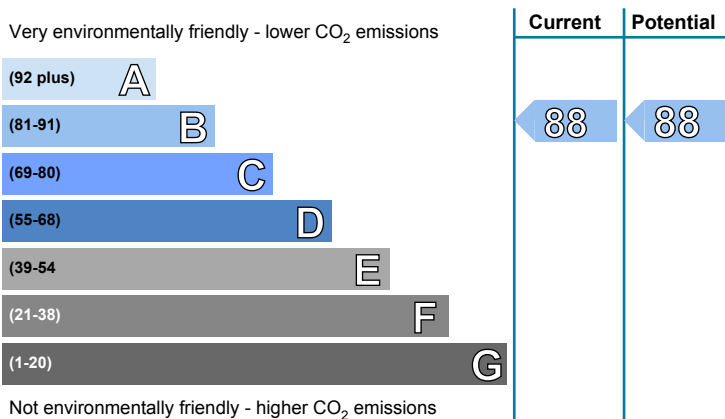 Current Potential
Very environmentally friendly - lower CO₂ emissions
(92 plus) A
(81-91) B 88 88
(69-80) C
(55-68) D
(39-54 E
(21-38) F
(1-20) G
Not environmentally friendly - higher CO₂ emissions